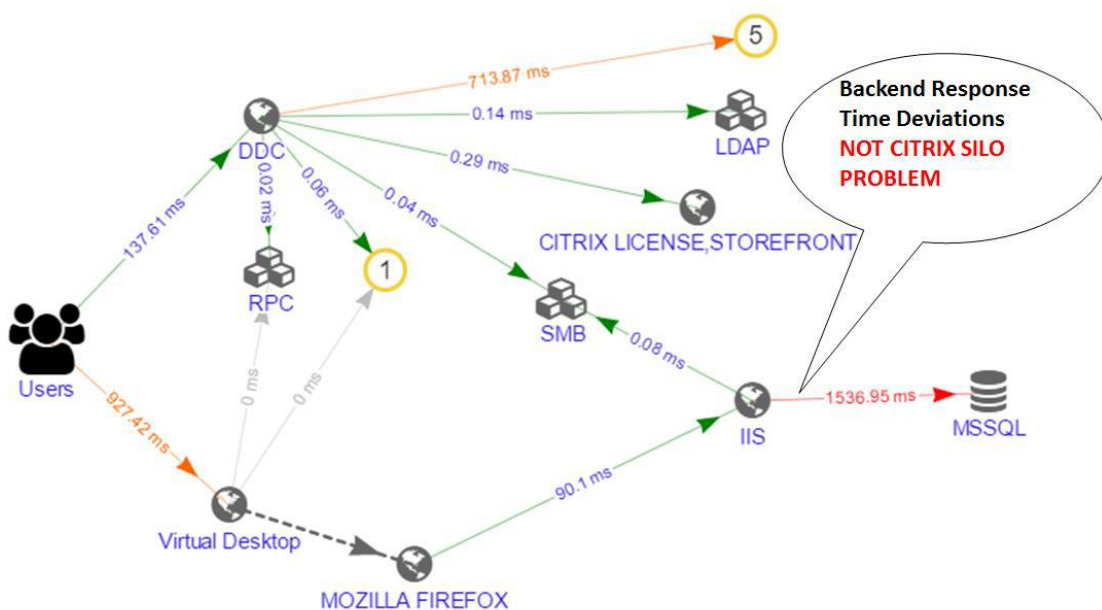 5
713.87 ms
Backend Response
Time Deviations
NOT CITRIX SILO
PROBLEM
0.14 ms
LDAP
DDC
0.29 ms
0.02 ms
0.06 ms
0.04 ms
137.61 ms
CITRIX LICENSE,STOREFRONT
1
RPC
SMB
0.08 ms
Users
0 ms
0 ms
927.42 ms
1536.95 ms
IIS
MSSQL
90.1 ms
Virtual Desktop
MOZILLA FIREFOX